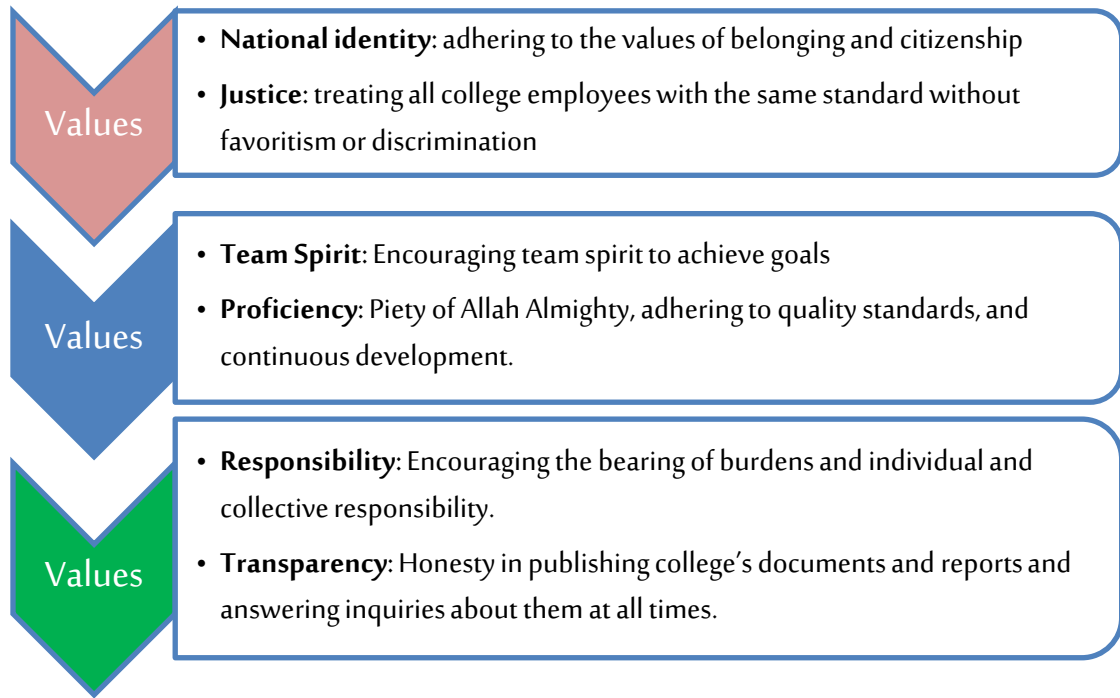 Values
• National identity: adhering to the values of belonging and citizenship
• Justice: treating all college employees with the same standard without
favoritism or discrimination
Values
• Team Spirit: Encouraging team spirit to achieve goals
• Proficiency: Piety of Allah Almighty, adhering to quality standards, and
continuous development.
Values
• Responsibility: Encouraging the bearing of burdens and individual and
collective responsibility.
• Transparency: Honesty in publishing college’s documents and reports and
answering inquiries about them at all times.